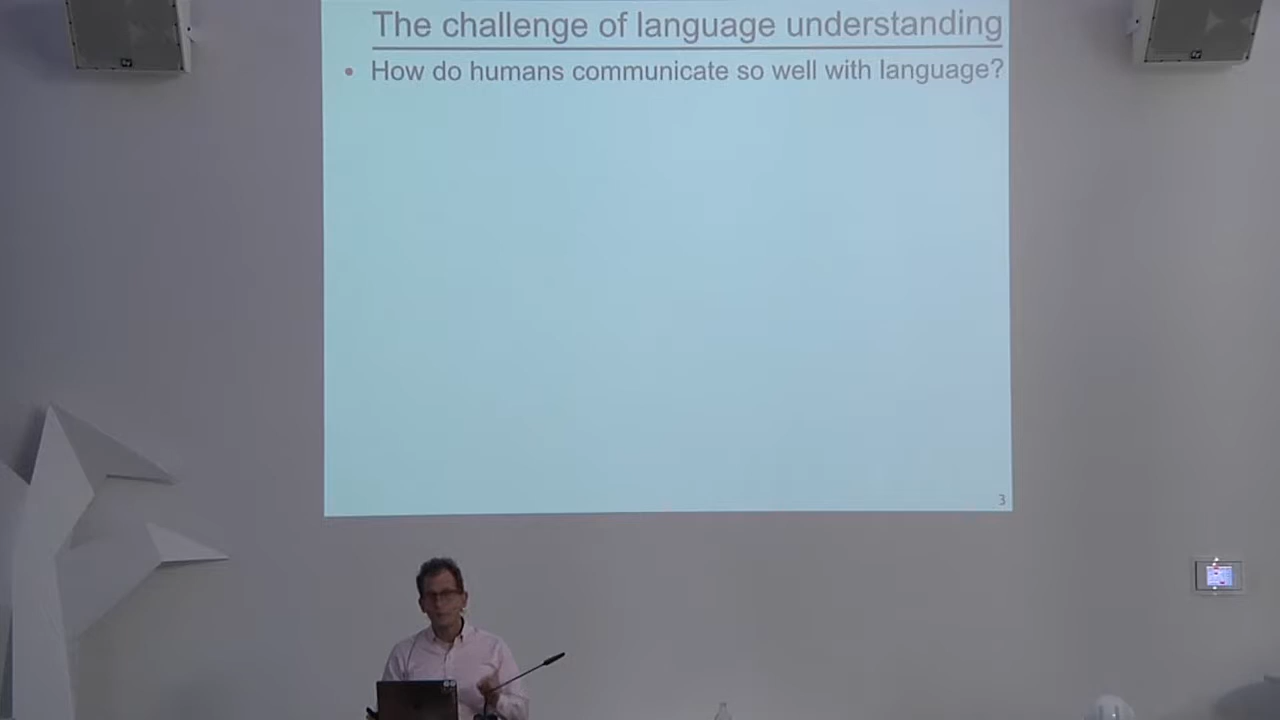 The challenge of language understanding
• How do humans communicate so well with language?
3